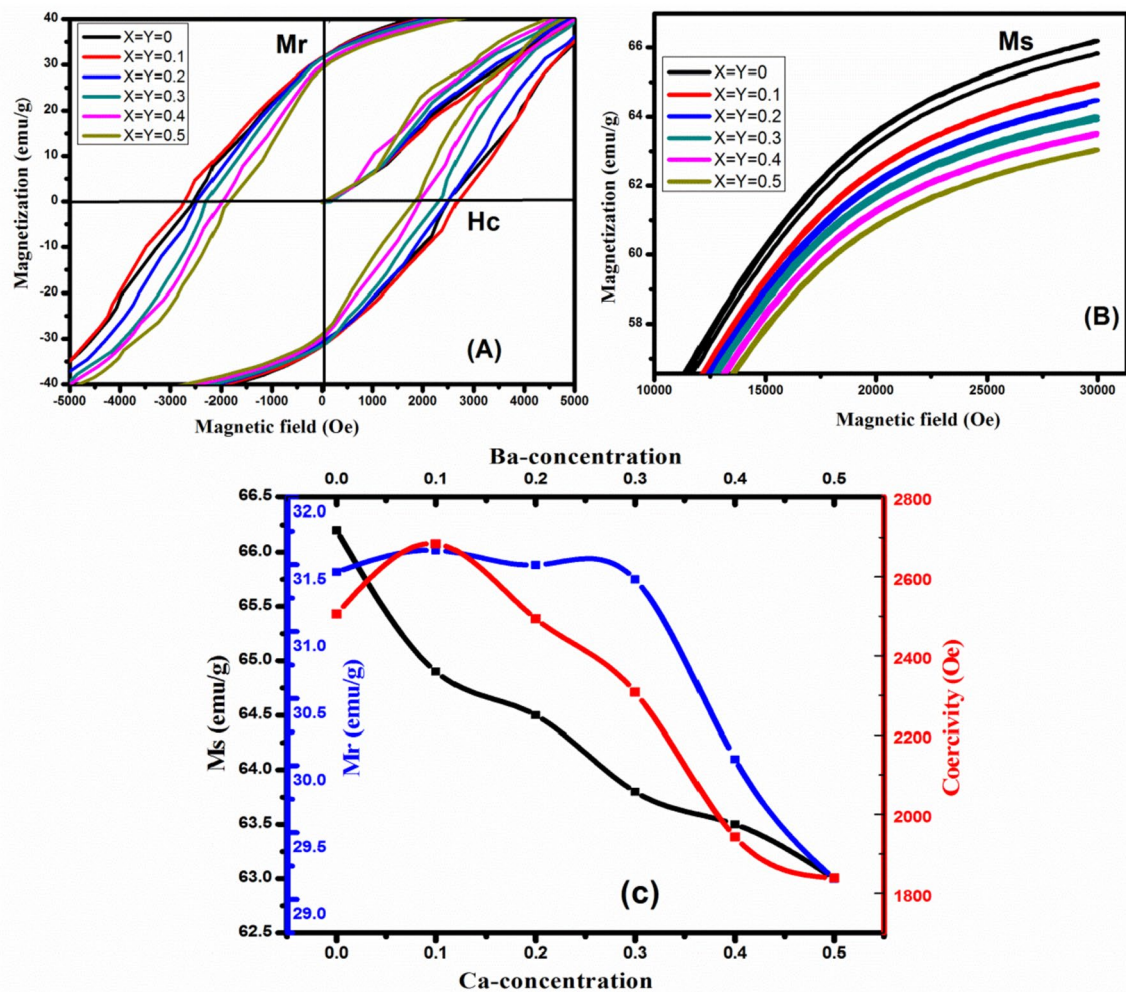 40
30
20
10
0
-10
-20
-30
-40
Magnetization (emu/g)
X=Y=0
X=Y=0.1
X=Y=0.2
X=Y=0.3
X=Y=0.4
X=Y=0.5
Mr
Hc
(A)
-5000 -4000 -3000 -2000 -1000 0 1000 2000 3000 4000 5000
Magnetic field (Oe)
66
64
62
60
58
Magnetization (emu/g)
X=Y=0
X=Y=0.1
X=Y=0.2
X=Y=0.3
X=Y=0.4
X=Y=0.5
Ms
(B)
10000 15000 20000 25000 30000
Magnetic field (Oe)
Ba-concentration
0.0 0.1 0.2 0.3 0.4 0.5
66.5
66.0
65.5
65.0
64.5
64.0
63.5
63.0
62.5
Ms (emu/g)
32.0
31.5
31.0
30.5
30.0
29.5
29.0
Mr (emu/g)
2800
2600
2400
2200
2000
1800
Coercivity (Oe)
(c)
0.0 0.1 0.2 0.3 0.4 0.5
Ca-concentration